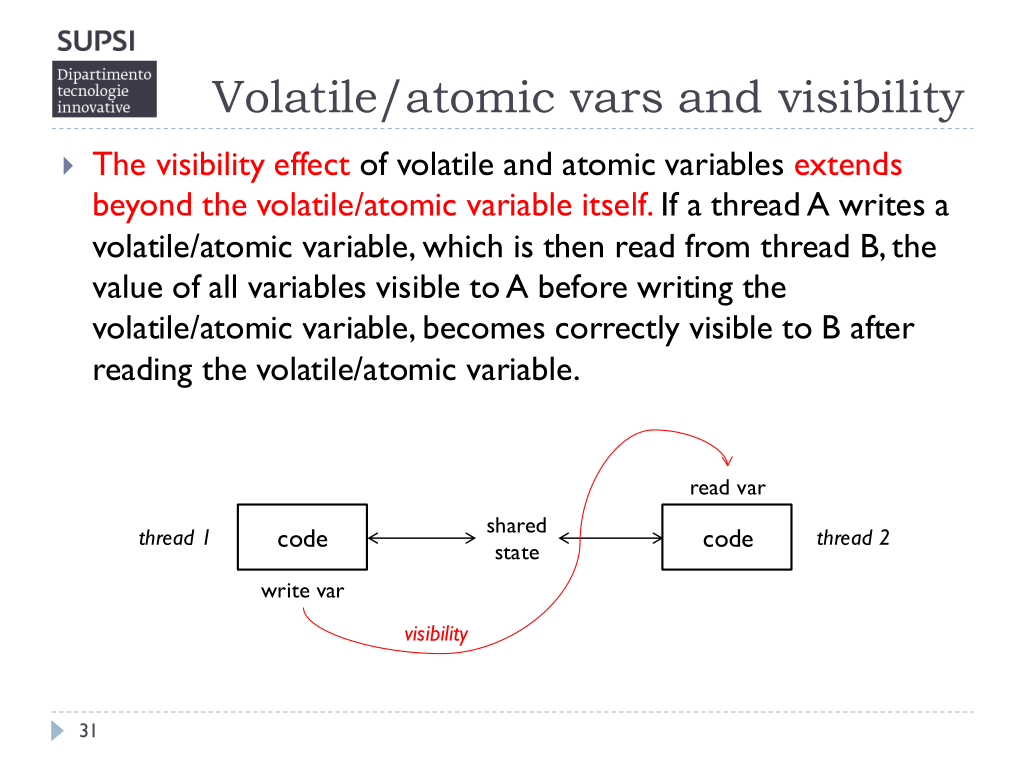 SUPSI
Dipartimento
tecnologie
innovative
Volatile/atomic vars and visibility
The visibility effect of volatile and atomic variables extends
beyond the volatile/atomic variable itself. If a thread A writes a
volatile/atomic variable, which is then read from thread B, the
value of all variables visible to A before writing the
volatile/atomic variable, becomes correctly visible to B after
reading the volatile/atomic variable.
read var
thread 1
code
shared
state
code
thread 2
write var
visibility
31